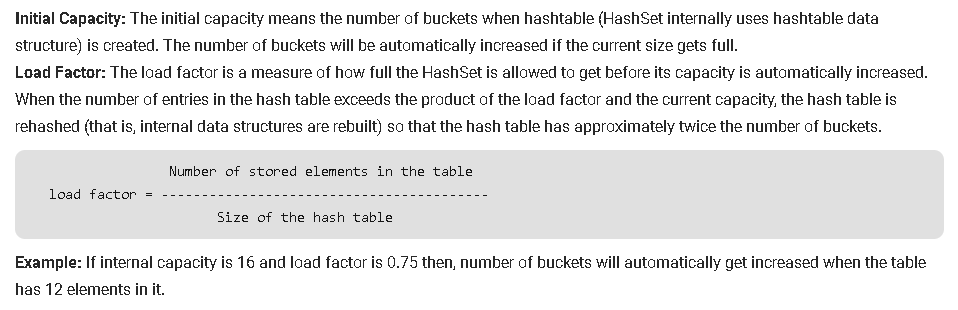 Initial Capacity: The initial capacity means the number of buckets when hashtable (HashSet internally uses hashtable data
structure) is created. The number of buckets will be automatically increased if the current size gets full.
Load Factor: The load factor is a measure of how full the HashSet is allowed to get before its capacity is automatically increased.
When the number of entries in the hash table exceeds the product of the load factor and the current capacity, the hash table is
rehashed (that is, internal data structures are rebuilt) so that the hash table has approximately twice the number of buckets.
Number of stored elements in the table
load factor = -----------------------------------------
Size of the hash table
Example: If internal capacity is 16 and load factor is 0.75 then, number of buckets will automatically get increased when the table
has 12 elements in it.